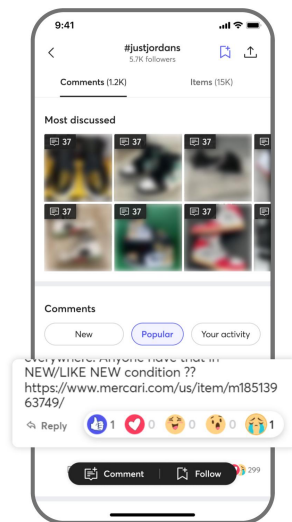 9:41
#justjordans
5.7K followers
Comments (1.2K)
Items (15K)
Most discussed
37
37
37
37
37
37
Comments
New
Popular
Your activity
everywhere. Anyone have that in
NEW/LIKE NEW condition ??
https://www.mercari.com/us/item/m185139
63749/
Reply
1
0
0
0
1
Comment
Follow
299